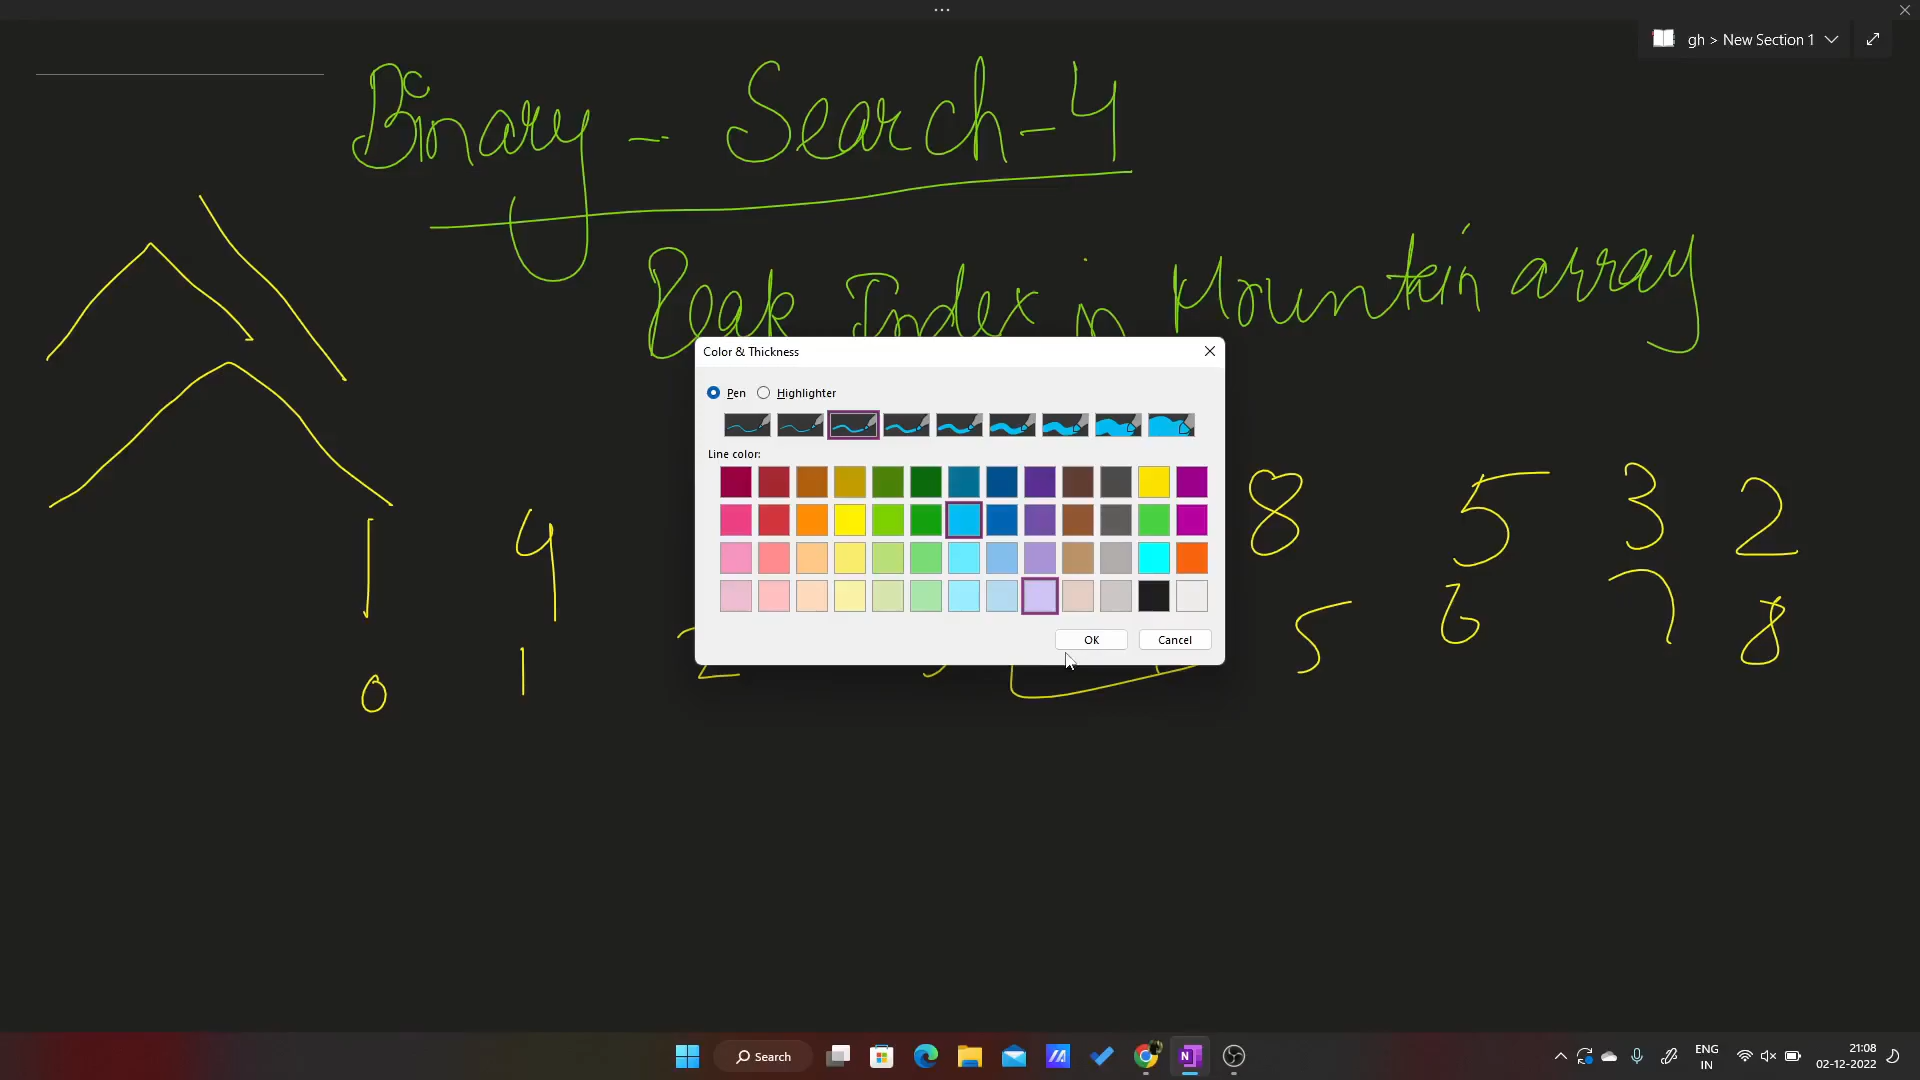 gh > New Section 1
Binary - Search - 4
Peak Index in Mountain array
Color & Thickness
Pen Highlighter
Line color:
OK Cancel
1 4 8 5 3 2
0 1 2 5 6 7 8
Search
ENG
IN
21:08
02-12-2022